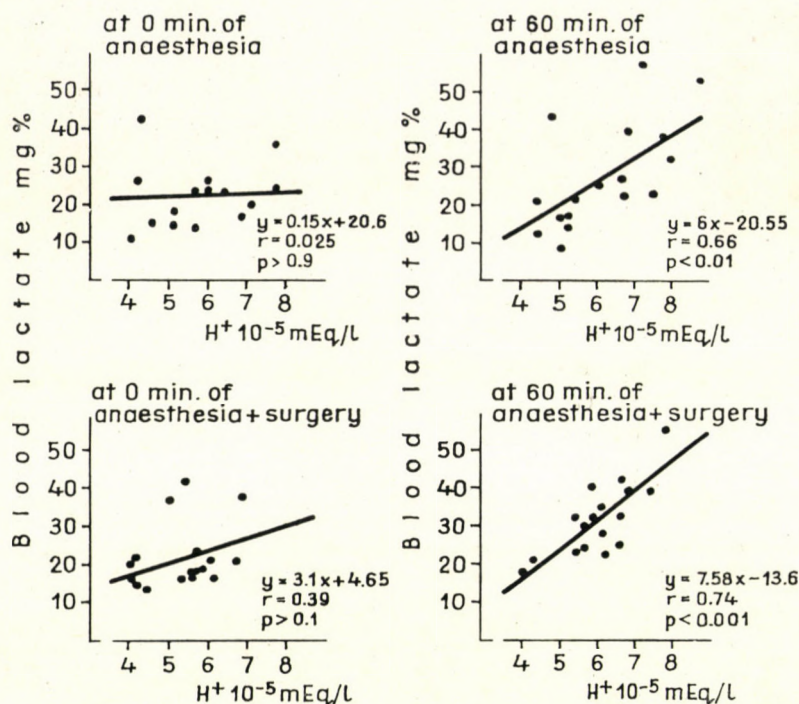 at 0 min. of
anaesthesia
Blood lactate mg %
50
40
30
20
10
y = 0.15x+20.6
r = 0.025
p > 0.9
4 5 6 7 8
H+ 10-5 mEq/l
at 60 min. of
anaesthesia
Blood lactate mg %
50
40
30
20
10
y = 6x-20.55
r = 0.66
p < 0.01
4 5 6 7 8
H+ 10-5 mEq/l
at 0 min. of
anaesthesia + surgery
50
40
30
20
10
y = 3.1x+4.65
r = 0.39
p > 0.1
4 5 6 7 8
H+ 10-5 mEq/l
at 60 min. of
anaesthesia + surgery
50
40
30
20
10
y = 7.58x-13.6
r = 0.74
p < 0.001
4 5 6 7 8
H+ 10-5 mEq/l